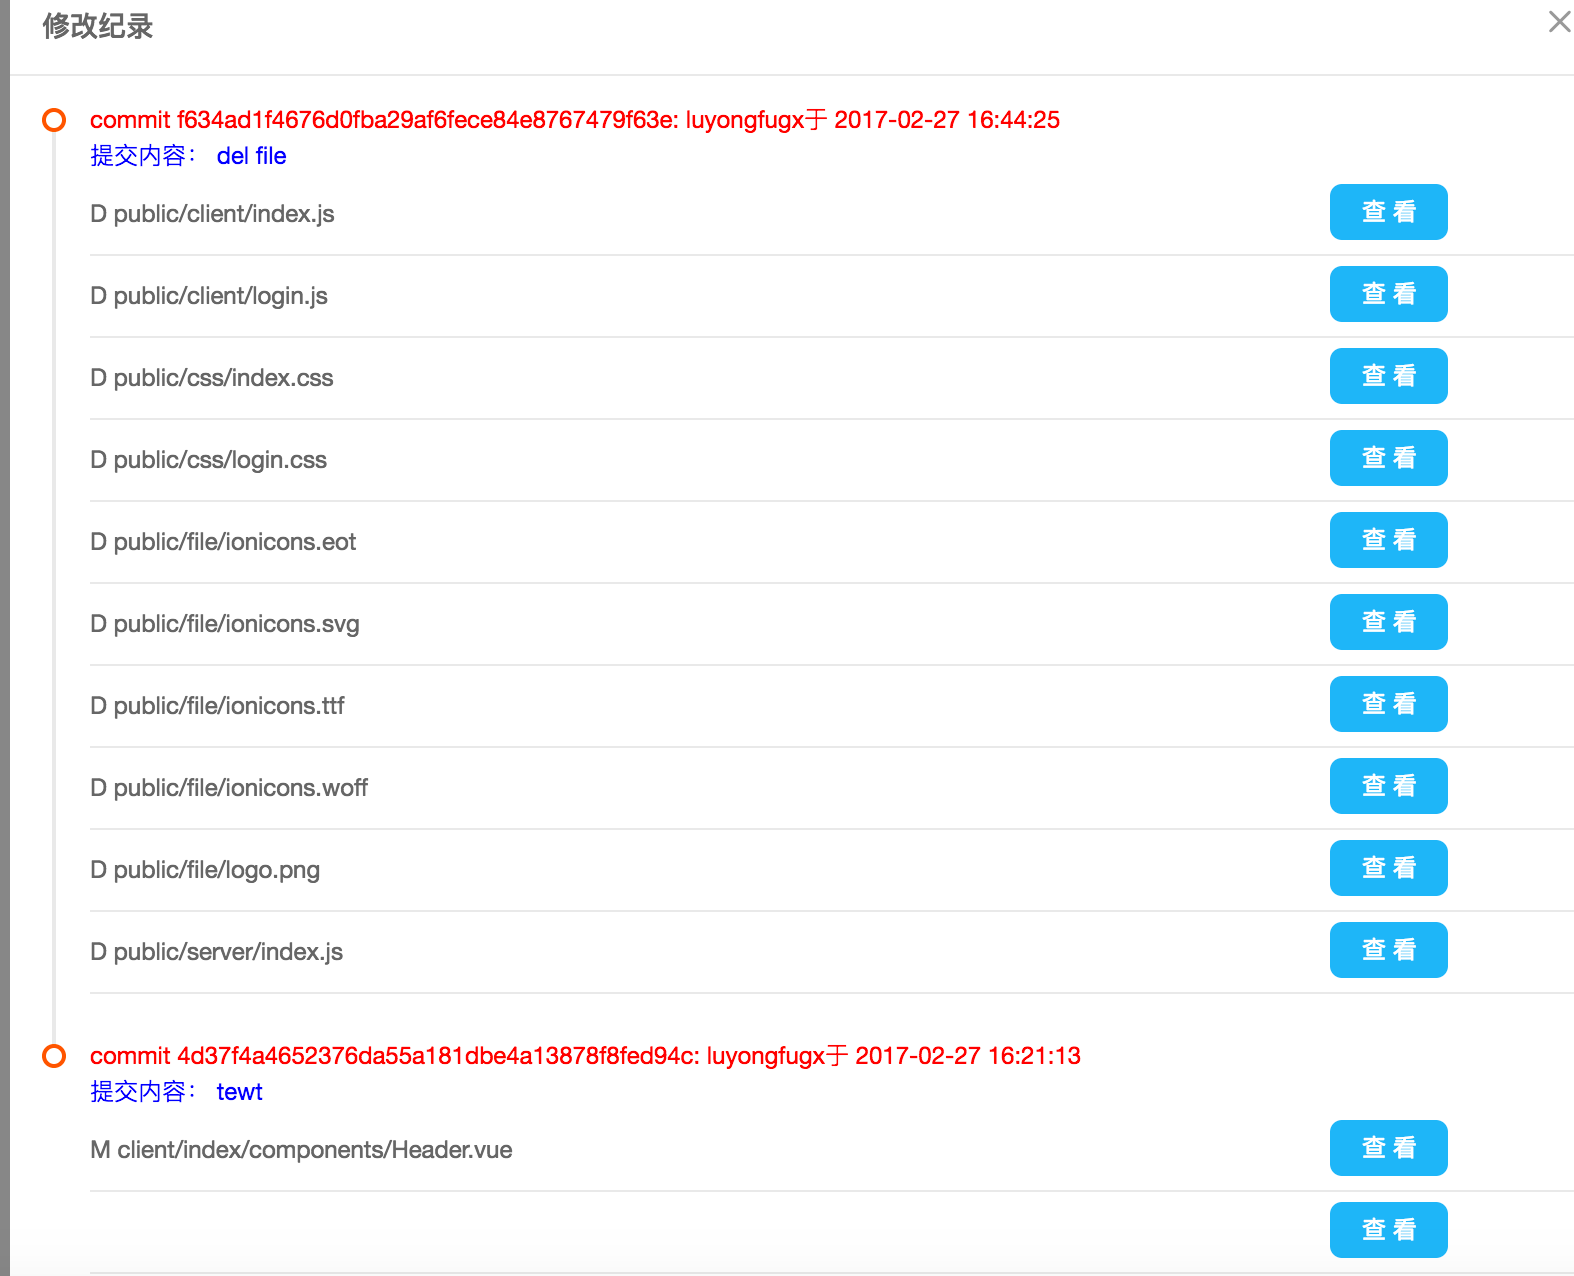 修改纪录
commit f634ad1f4676d0fba29af6fece84e8767479f63e: luyongfugx于 2017-02-27 16:44:25
提交内容： del file
D public/client/index.js 查 看
D public/client/login.js 查 看
D public/css/index.css 查 看
D public/css/login.css 查 看
D public/file/ionicons.eot 查 看
D public/file/ionicons.svg 查 看
D public/file/ionicons.ttf 查 看
D public/file/ionicons.woff 查 看
D public/file/logo.png 查 看
D public/server/index.js 查 看
commit 4d37f4a4652376da55a181dbe4a13878f8fed94c: luyongfugx于 2017-02-27 16:21:13
提交内容： tewt
M client/index/components/Header.vue 查 看
查 看